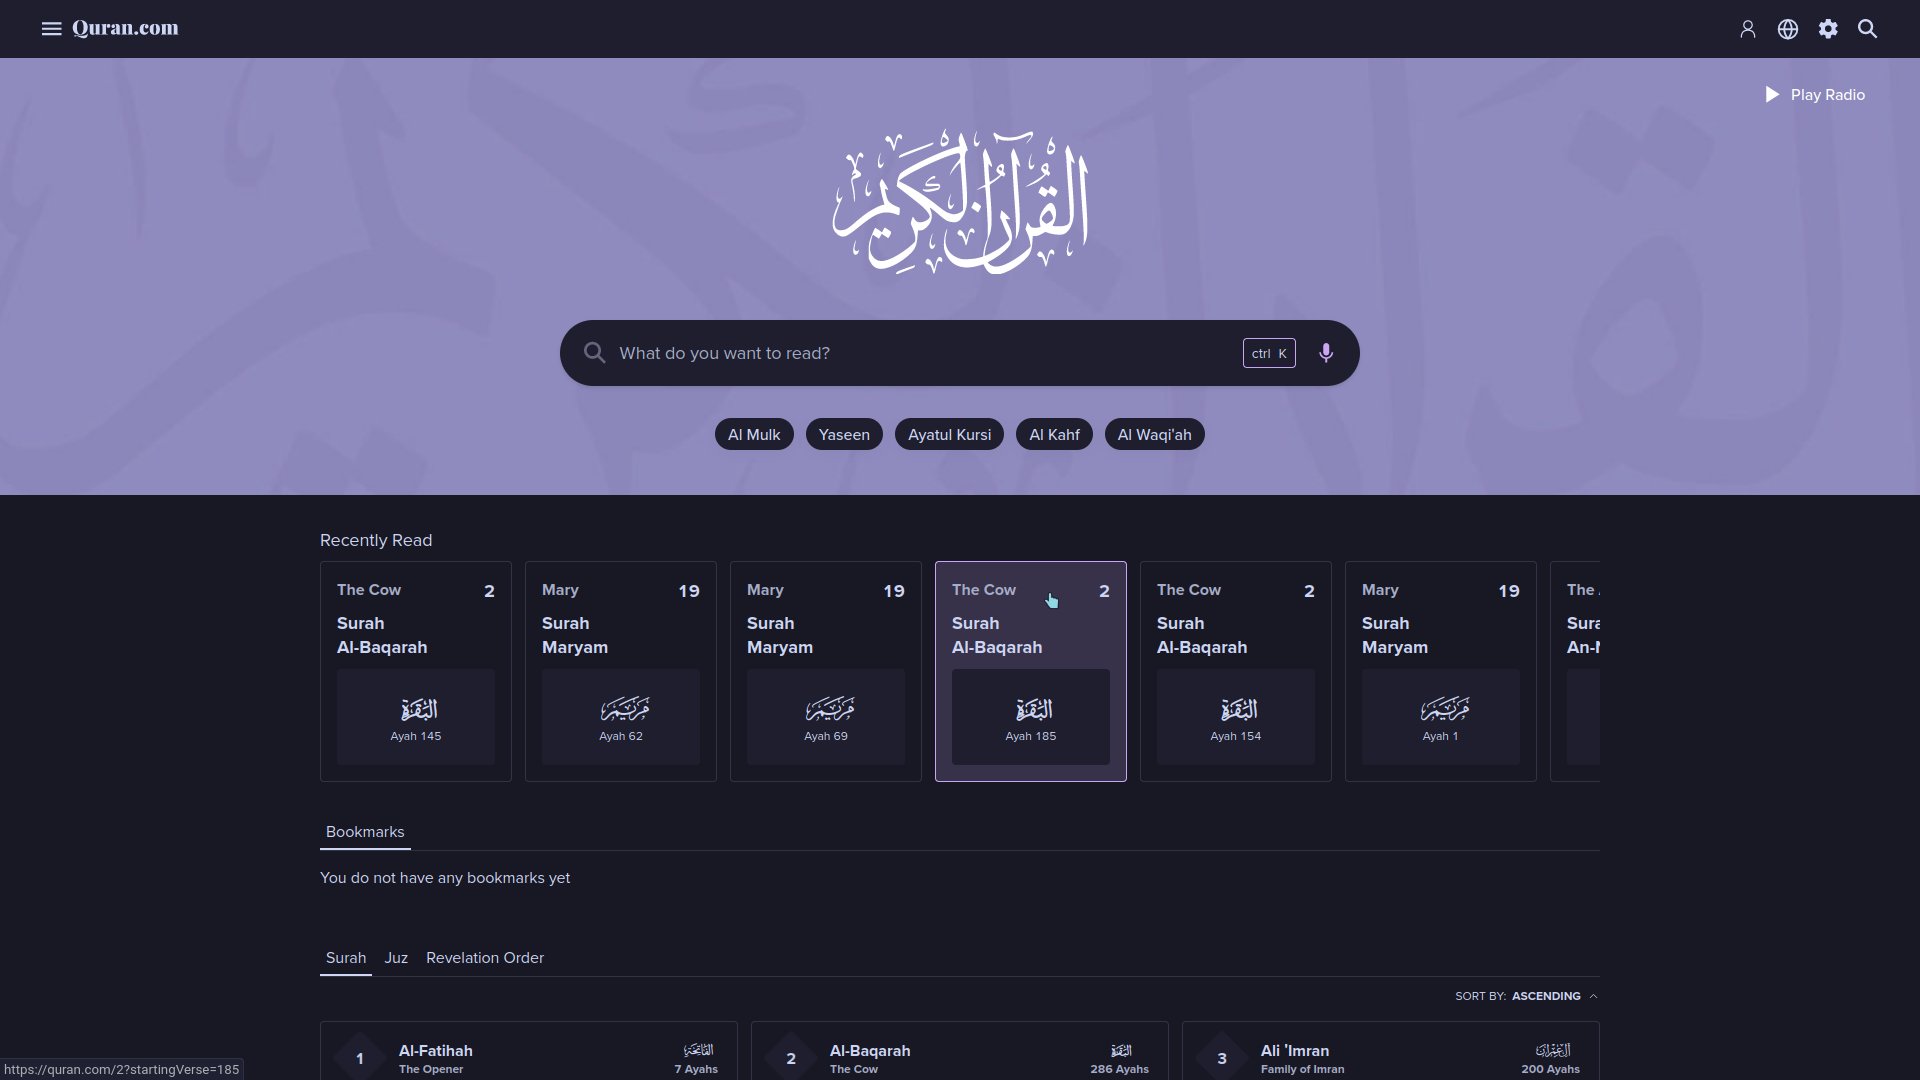 Quran.com
Play Radio
القرآن الكريم
What do you want to read?
ctrl K
Al Mulk
Yaseen
Ayatul Kursi
Al Kahf
Al Waqi'ah
Recently Read
The Cow 2
Surah
Al-Baqarah
البقرة
Ayah 145
Mary 19
Surah
Maryam
مريم
Ayah 62
Mary 19
Surah
Maryam
مريم
Ayah 69
The Cow 2
Surah
Al-Baqarah
البقرة
Ayah 185
The Cow 2
Surah
Al-Baqarah
البقرة
Ayah 154
Mary 19
Surah
Maryam
مريم
Ayah 1
The
Bookmarks
You do not have any bookmarks yet
Surah Juz Revelation Order
SORT BY: ASCENDING
1 Al-Fatihah الفاتحة
The Opener 7 Ayahs
2 Al-Baqarah البقرة
The Cow 286 Ayahs
3 Ali 'Imran آل عمران
Family of Imran 200 Ayahs
https://quran.com/2?startingVerse=185